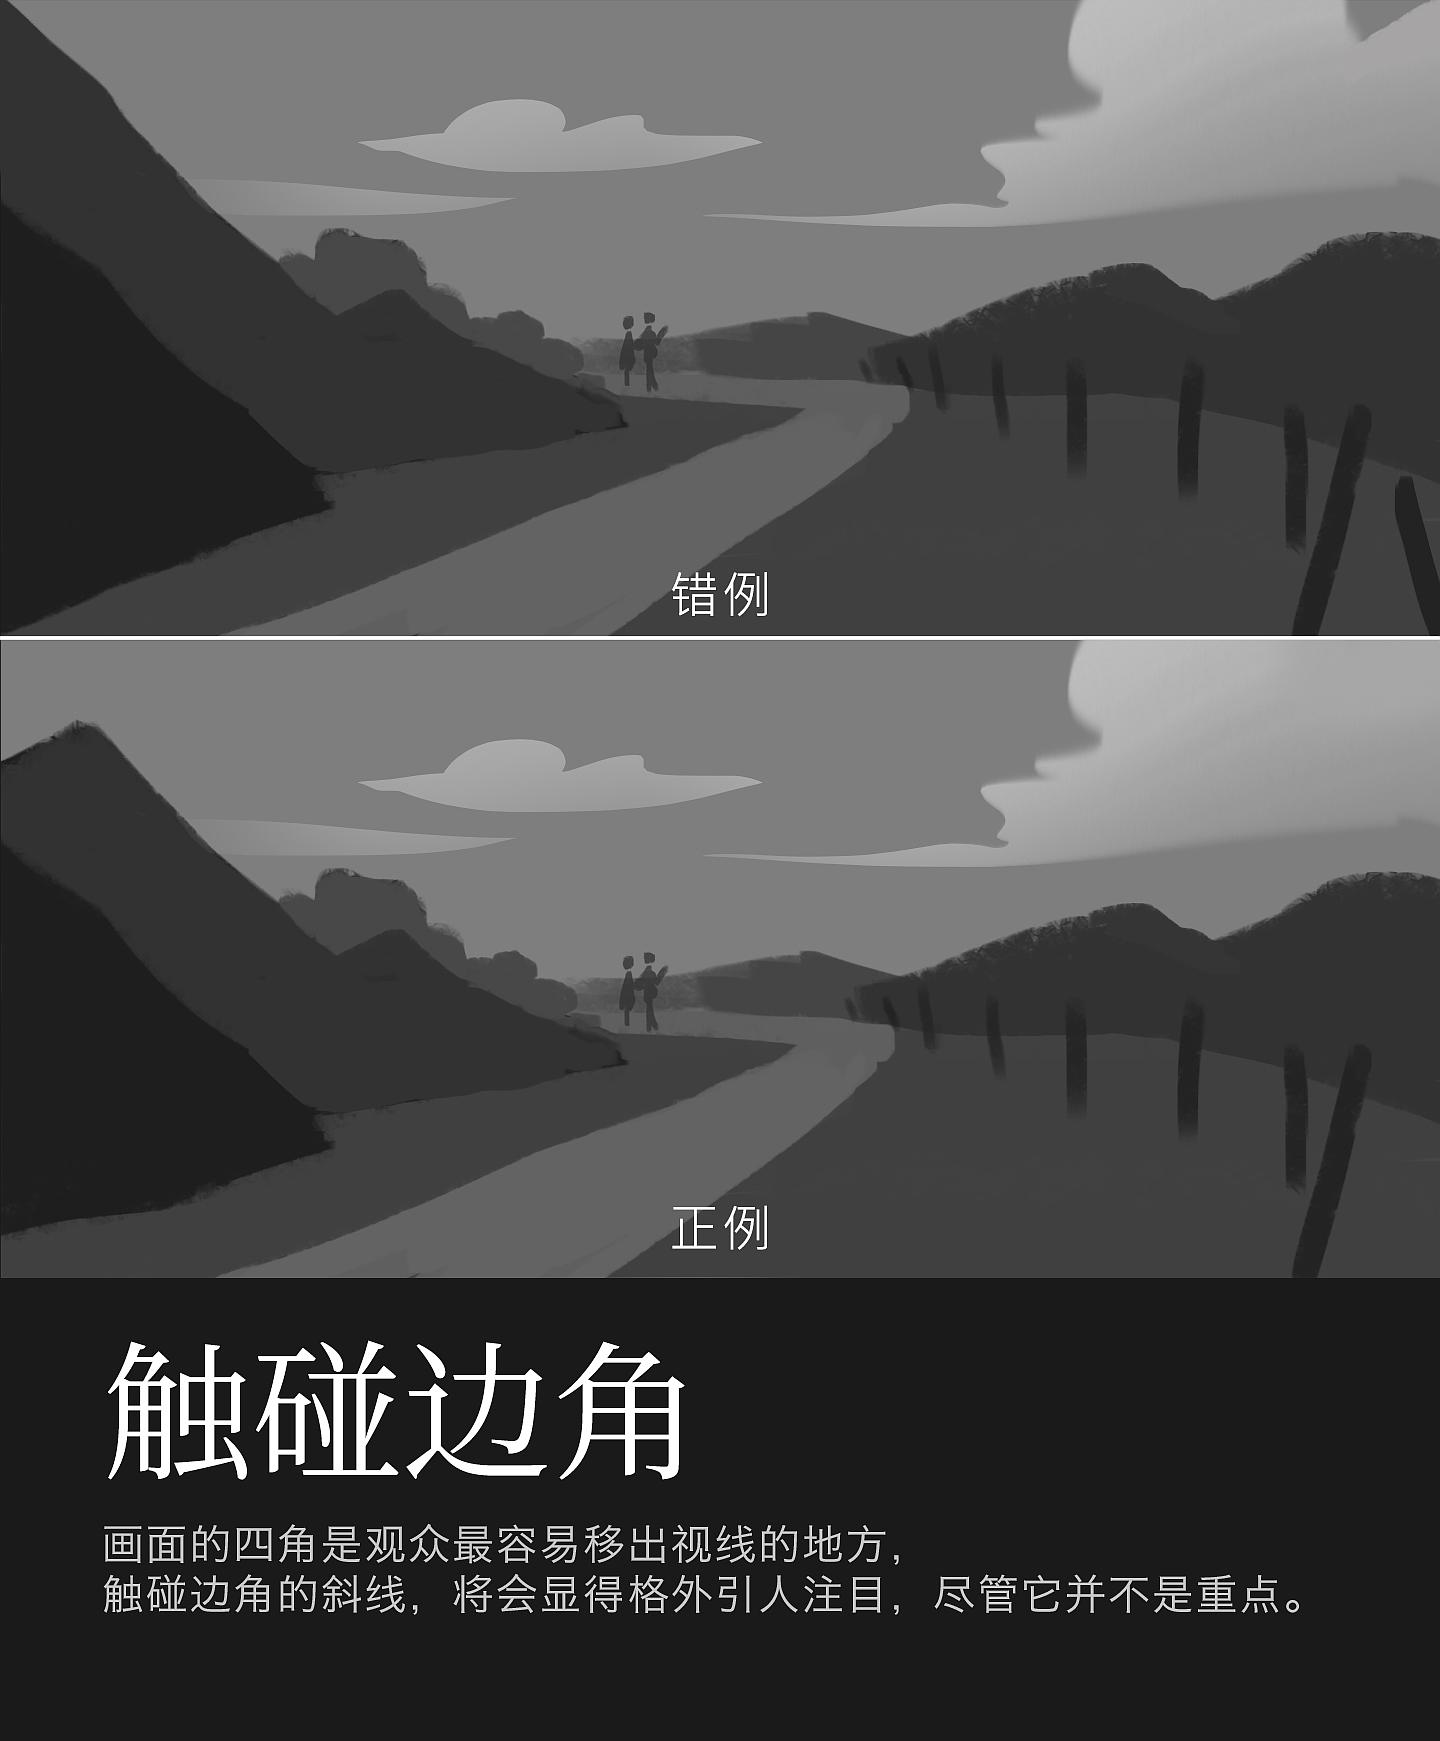 错例
正例
触碰边角
画面的四角是观众最容易移出视线的地方，
触碰边角的斜线，将会显得格外引人注目，尽管它并不是重点。